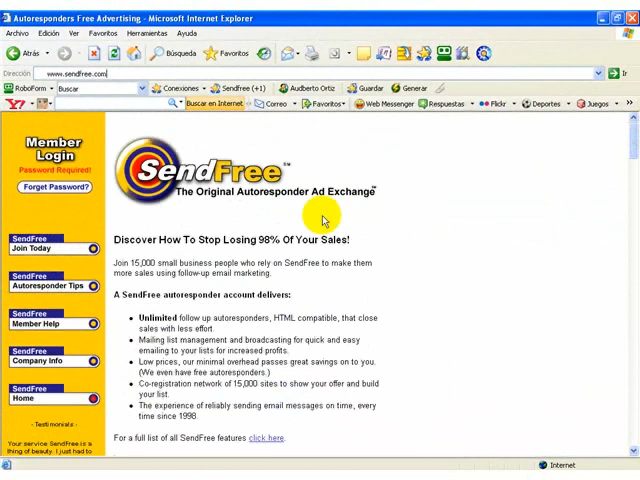 Autoresponders Free Advertising - Microsoft Internet Explorer
Archivo Edición Ver Favoritos Herramientas Ayuda
Atrás Búsqueda Favoritos
Dirección www.sendfree.com Ir
RoboForm Buscar Conexiones Sendfree (+1) Audberto Ortiz Guardar Generar
Y! Buscar en Internet Correo Favoritos Web Messenger Respuestas Flickr Deportes Juegos
Member
Login
Password Required!
Forget Password?
SendFree
Join Today
SendFree
Autoresponder Tips
SendFree
Member Help
SendFree
Company Info
SendFree
Home
- Testimonials -
Your service SendFree is a
thing of beauty. I just had to
SendFree SM
The Original Autoresponder Ad Exchange™
Discover How To Stop Losing 98% Of Your Sales!
Join 15,000 small business people who rely on SendFree to make them
more sales using follow-up email marketing.
A SendFree autoresponder account delivers:
Unlimited follow up autoresponders, HTML compatible, that close
sales with less effort.
Mailing list management and broadcasting for quick and easy
emailing to your lists for increased profits.
Low prices, our minimal overhead passes great savings on to you.
(We even have free autoresponders.)
Co-registration network of 15,000 sites to show your offer and build
your list.
The experience of reliably sending email messages on time, every
time since 1998.
For a full list of all SendFree features click here.
Internet